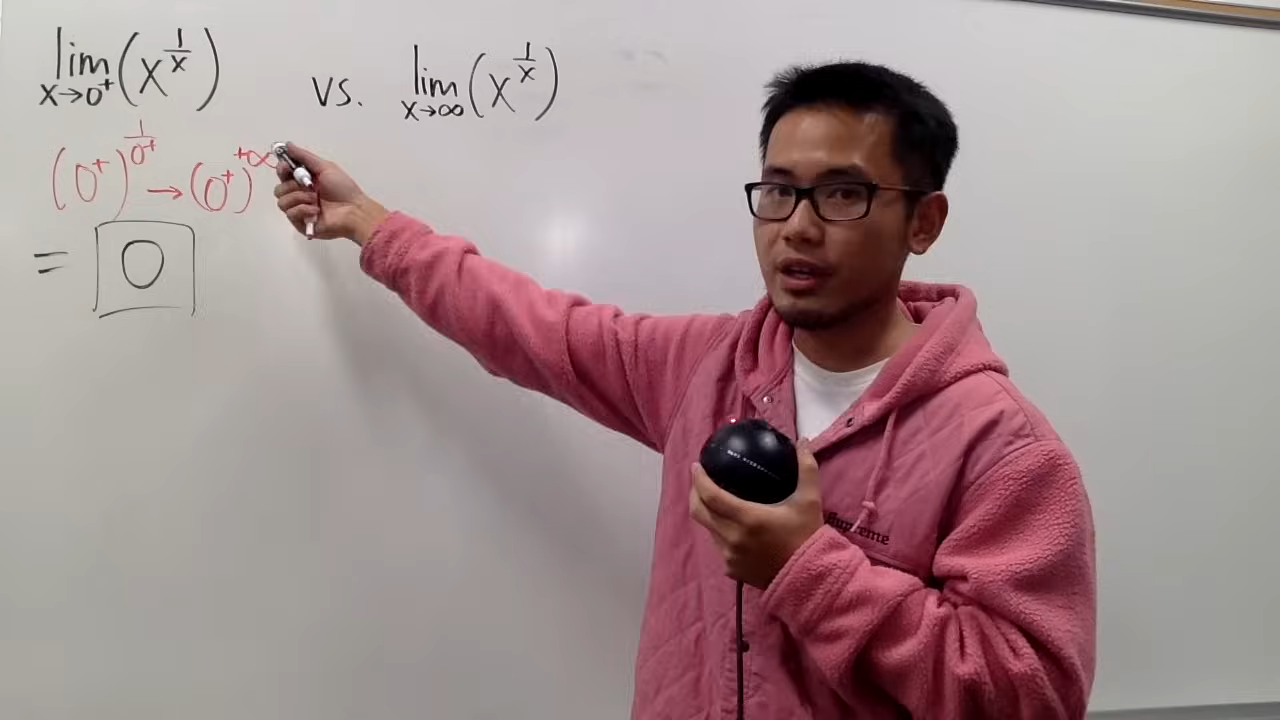 lim x→0⁺ (x^(1/x)) vs. lim x→∞ (x^(1/x))
(0⁺)^(1/0⁺) → (0⁺)^(+∞)
= 0
Supreme